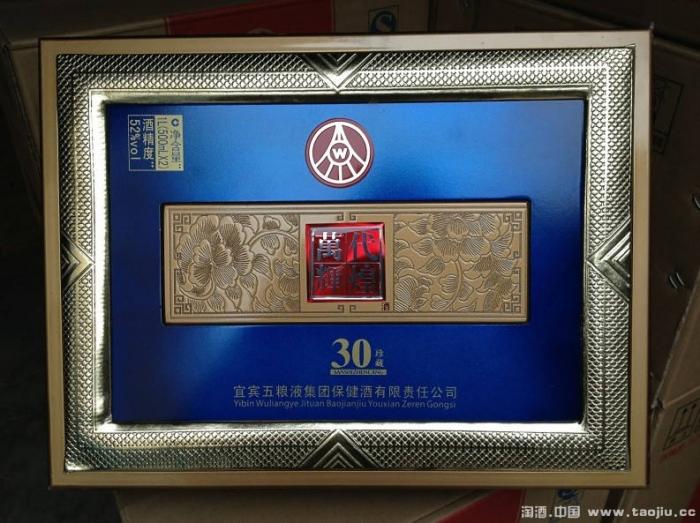 净含量:
1L(500mLX2)
酒精度:
52%vol
W
萬代
輝煌
酒
30 珍藏
宜宾五粮液集团保健酒有限责任公司
Yibin Wuliangye Jituan Baojianjiu Youxian Zeren Gongsi
淘酒.中国 www.taojiu.cc